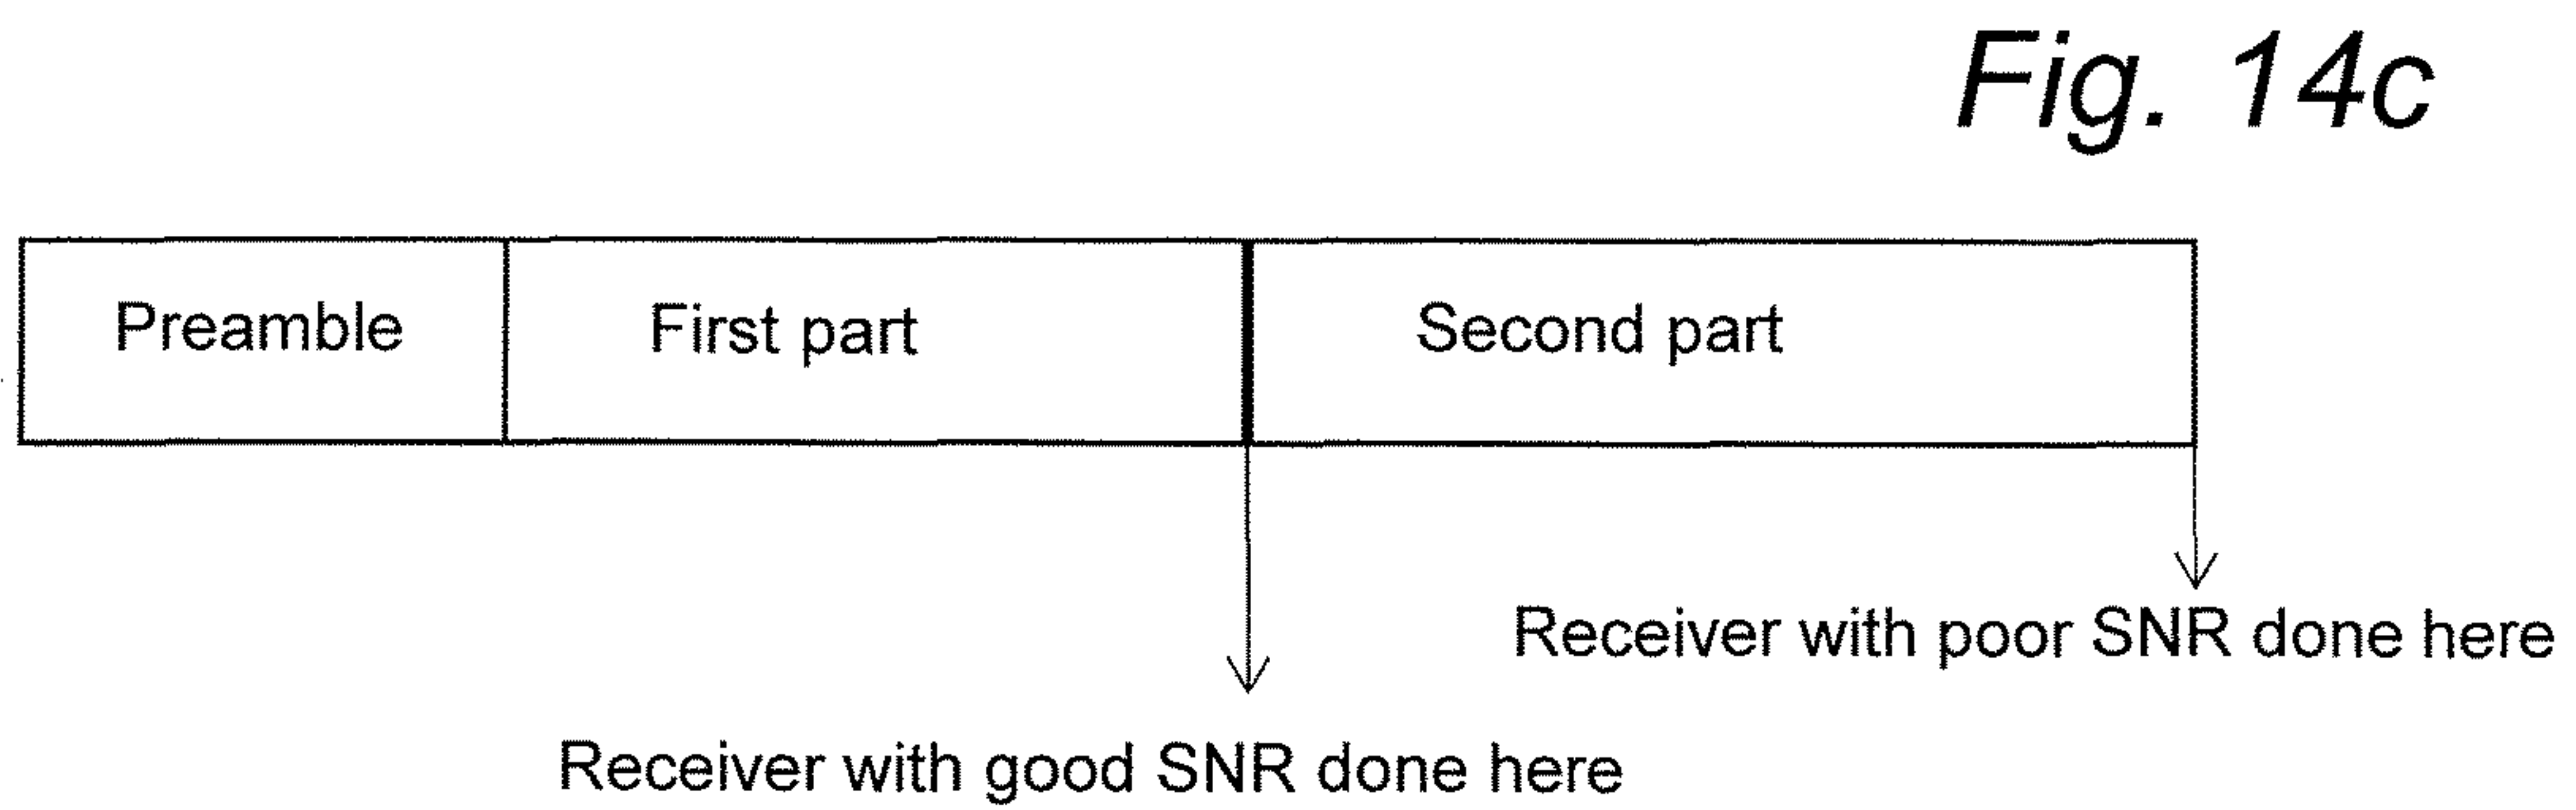 Fig. 14c
Preamble First part Second part
Receiver with poor SNR done here
Receiver with good SNR done here